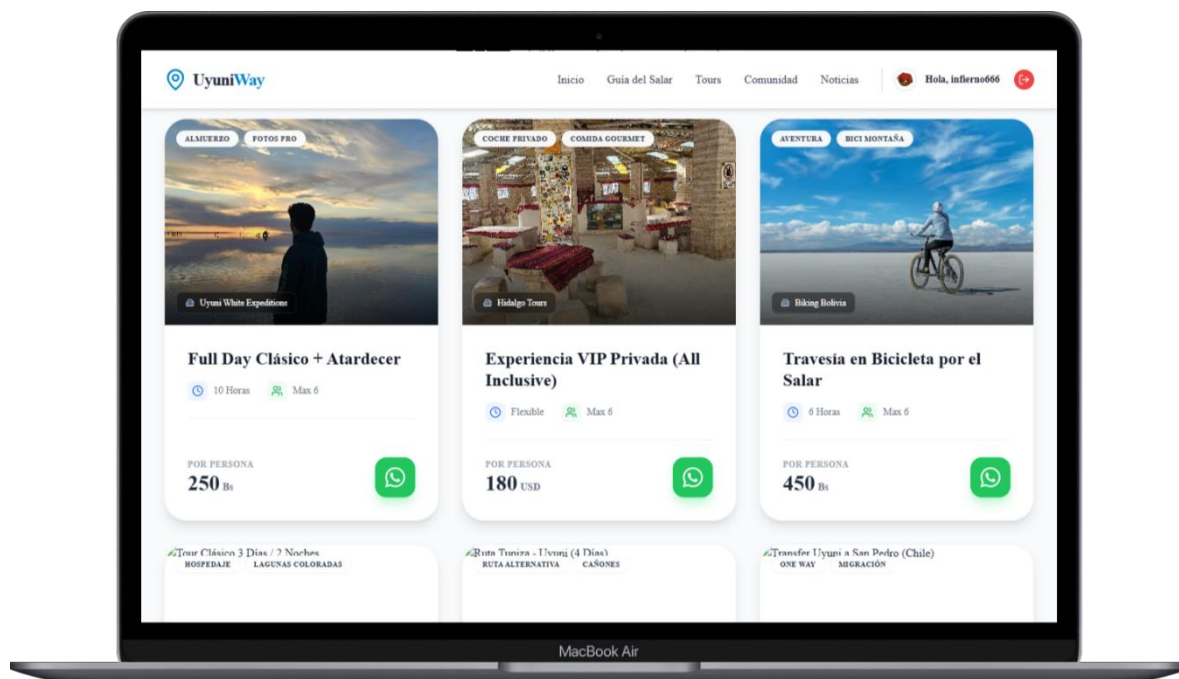 UyuniWay
Inicio Guía del Salar Tours Comunidad Noticias Hola, infierno666
ALMUERZO FOTOS PRO
Uyuni White Expeditions
Full Day Clásico + Atardecer
10 Horas Max 6
POR PERSONA
250 Bs
COCHE PRIVADO COMIDA GOURMET
Hidalgo Tours
Experiencia VIP Privada (All
Inclusive)
Flexible Max 6
POR PERSONA
180 USD
AVENTURA BICI MONTAÑA
Biking Bolivia
Travesía en Bicicleta por el
Salar
6 Horas Max 6
POR PERSONA
450 Bs
Tour Clásico 3 Días / 2 Noches
HOSPEDAJE LAGUNAS COLORADAS
Ruta Tupiza - Uyuni (4 Días)
RUTA ALTERNATIVA CAÑONES
Transfer Uyuni a San Pedro (Chile)
ONE WAY MIGRACIÓN
MacBook Air